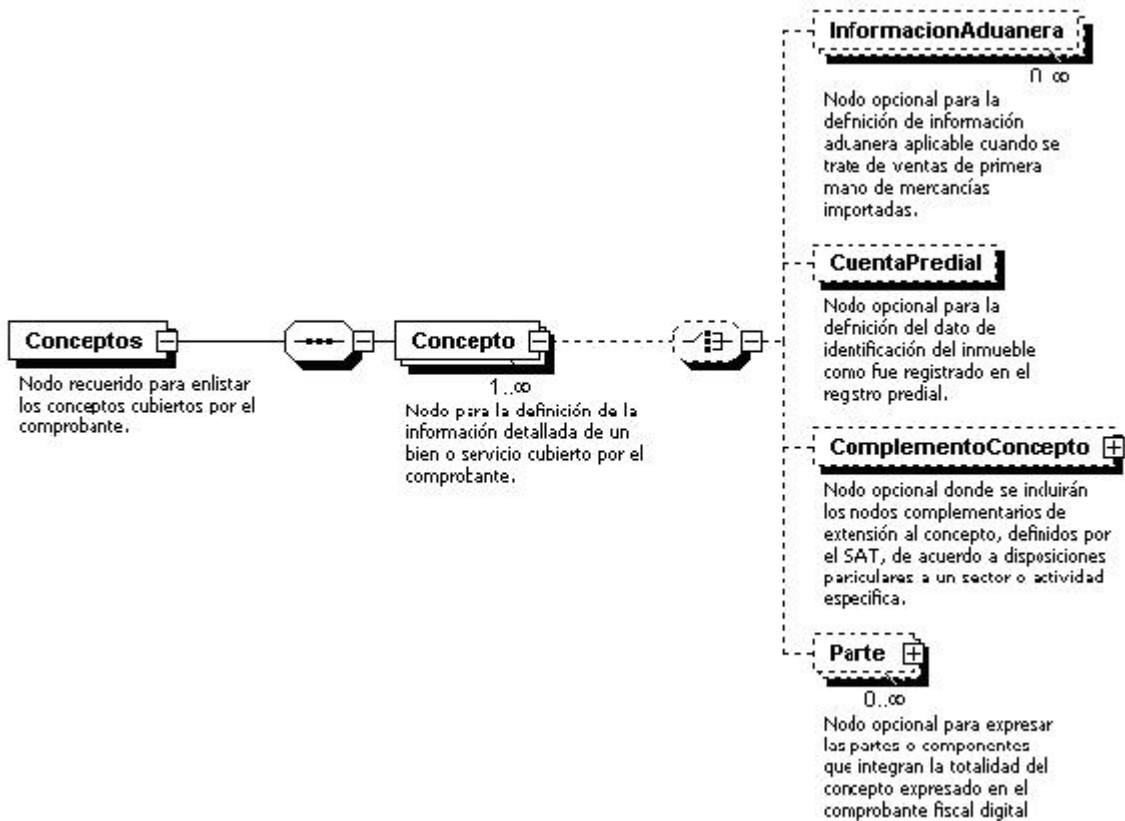 InformacionAduanera
0..∞
Nodo opcional para la
definición de información
aduanera aplicable cuando se
trate de ventas de primera
mano de mercancías
importadas.
CuentaPredial
Nodo opcional para la
definición del dato de
identificación del inmueble
como fue registrado en el
registro predial.
Conceptos
Nodo recuerido para enlistar
los conceptos cubiertos por el
comprobante.
Concepto
1..∞
Nodo para la definición de la
información detallada de un
bien o servicio cubierto por el
comprobante.
ComplementoConcepto
Nodo opcional donde se incluirán
los nodos complementarios de
extensión al concepto, definidos por
el SAT, de acuerdo a disposiciones
particulares a un sector o actividad
especifica.
Parte
0..∞
Nodo opcional para expresar
las partes o componentes
que integran la totalidad del
concepto expresado en el
comprobante fiscal digital